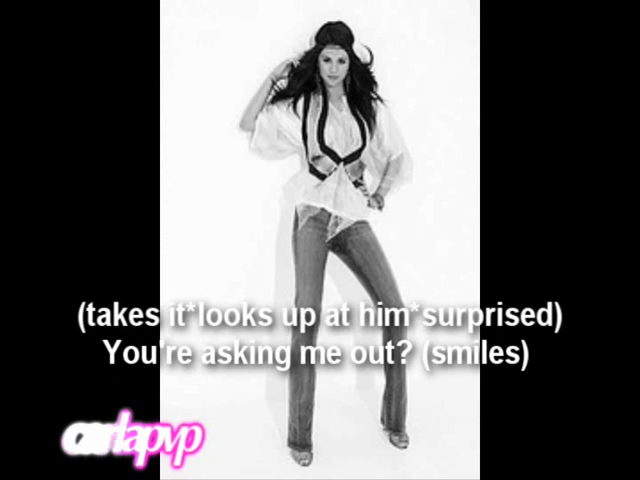 (takes it*looks up at him*surprised)
You're asking me out? (smiles)
carlapvp